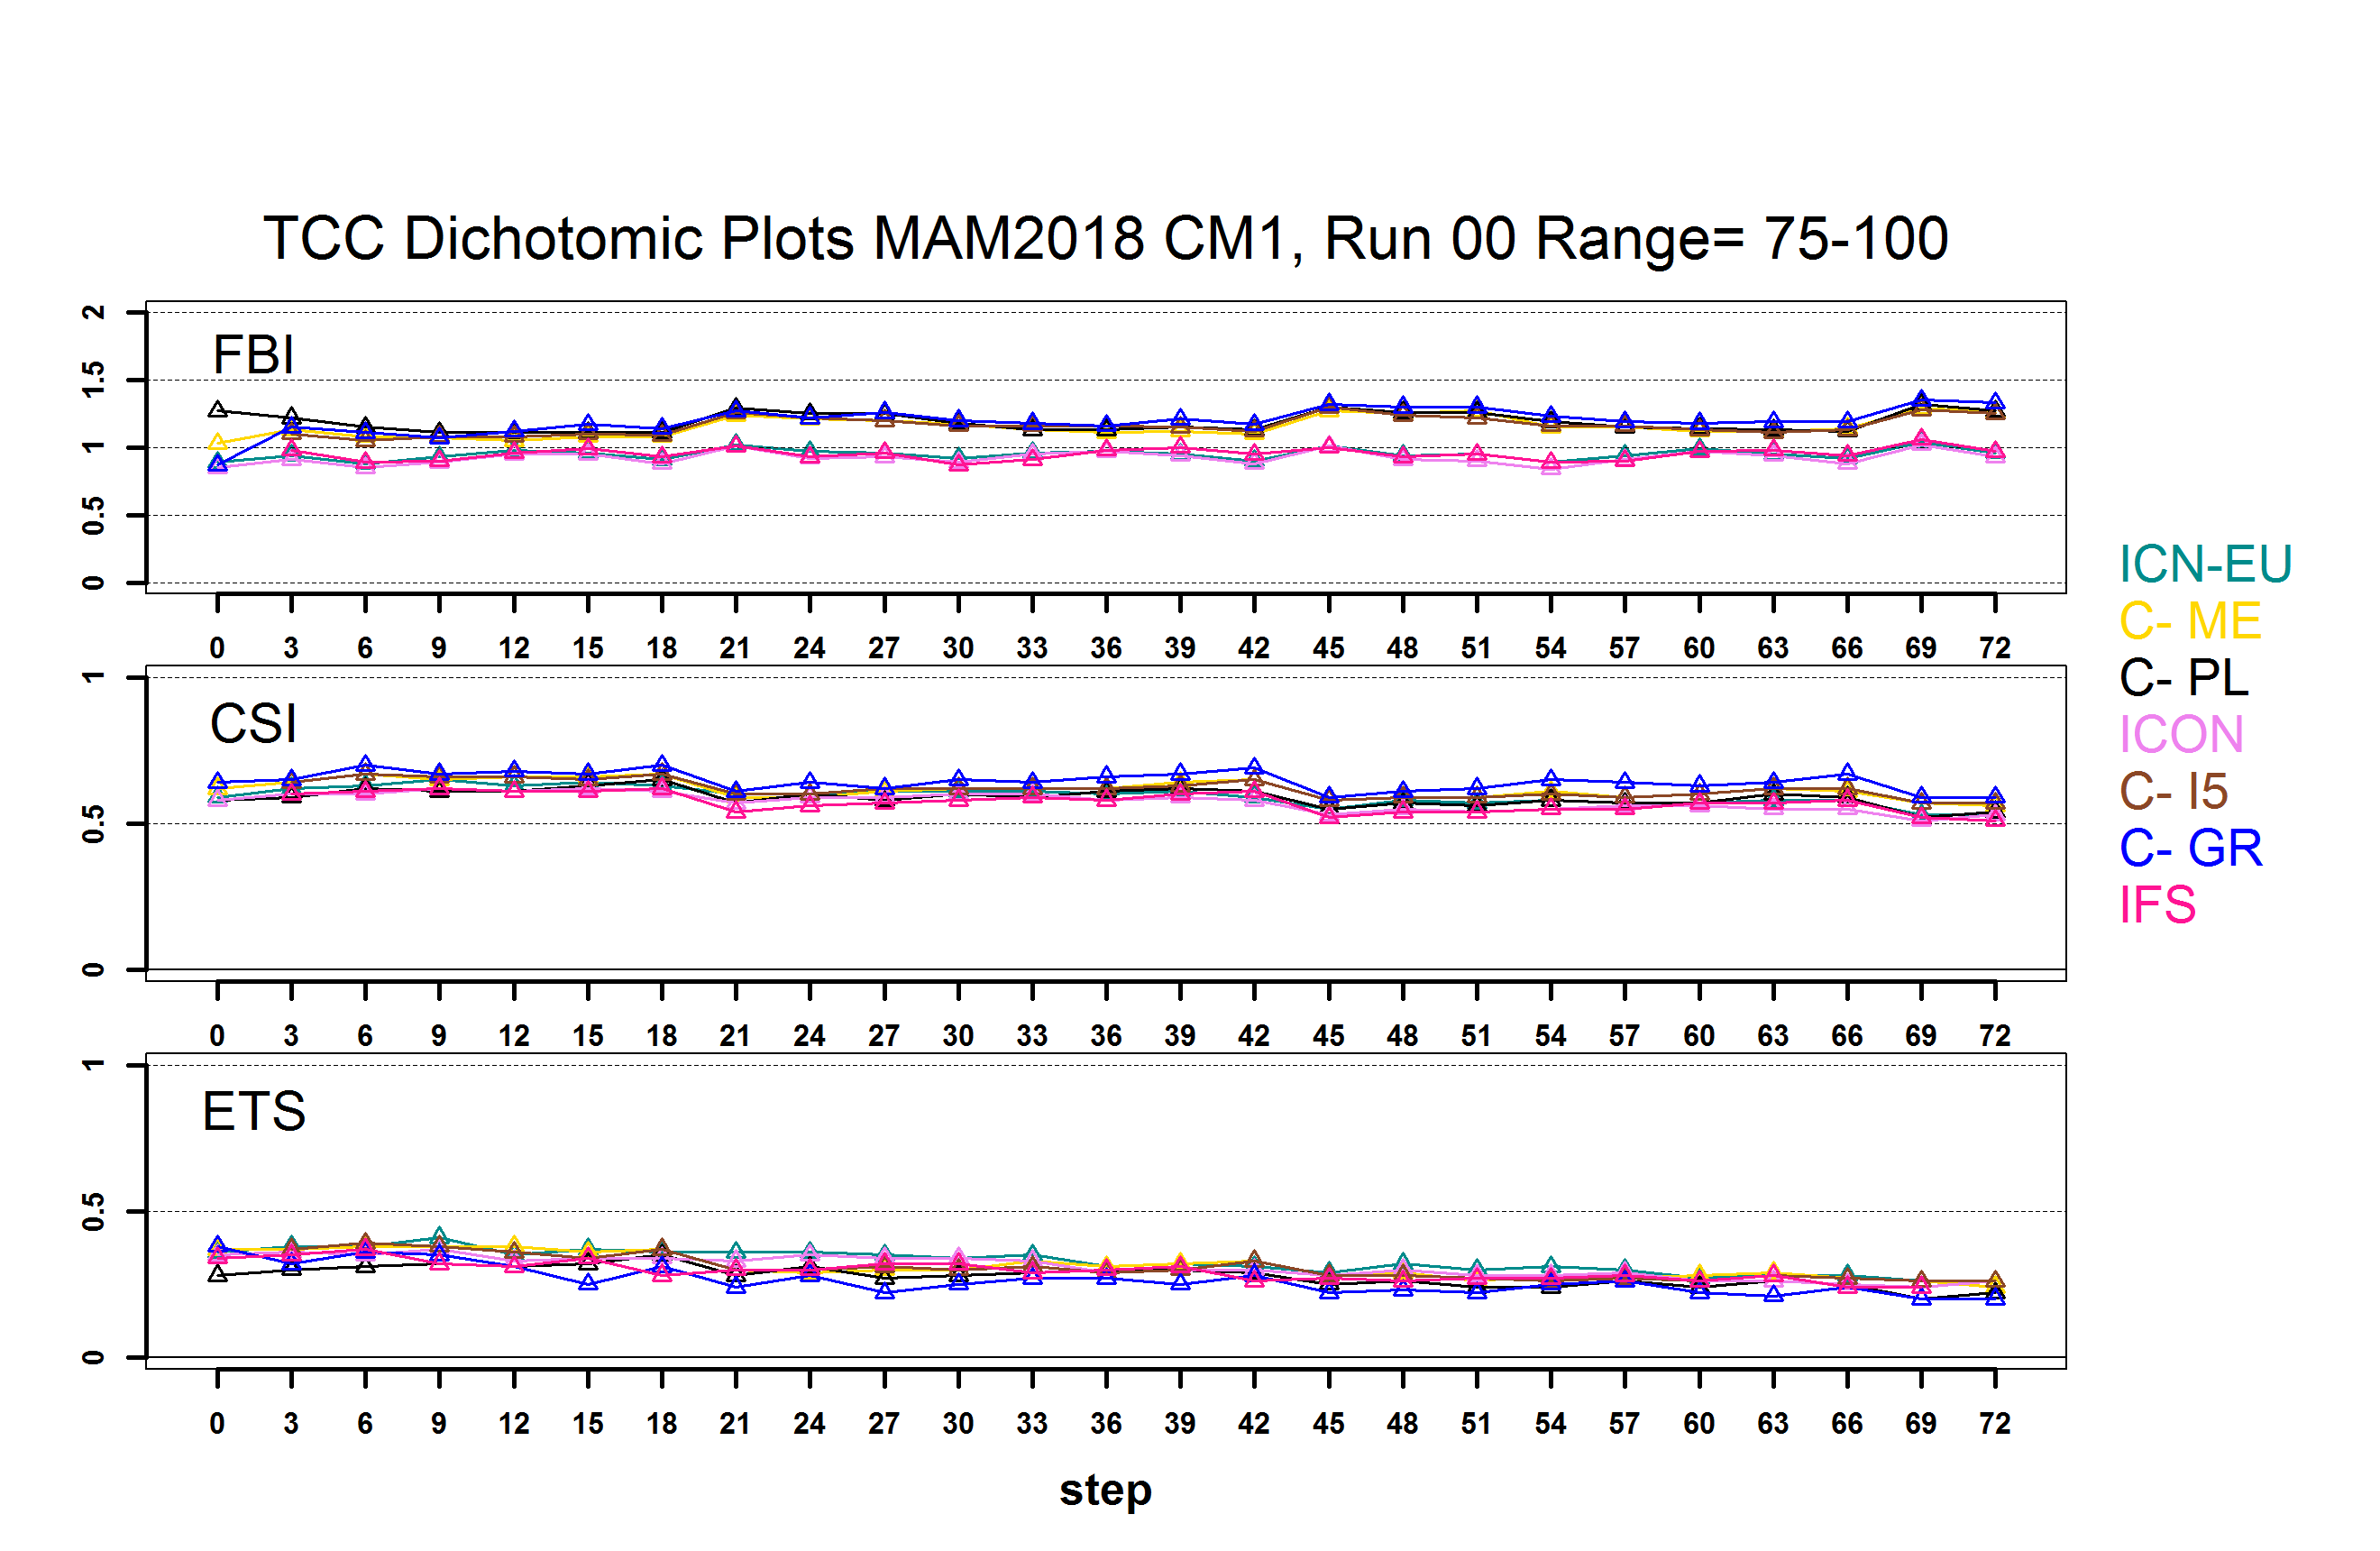 TCC Dichotomic Plots MAM2018 CM1, Run 00 Range= 75-100
FBI
2
1.5
1
0.5
0
0 3 6 9 12 15 18 21 24 27 30 33 36 39 42 45 48 51 54 57 60 63 66 69 72
CSI
1
0.5
0
0 3 6 9 12 15 18 21 24 27 30 33 36 39 42 45 48 51 54 57 60 63 66 69 72
ETS
1
0.5
0
0 3 6 9 12 15 18 21 24 27 30 33 36 39 42 45 48 51 54 57 60 63 66 69 72
step
ICN-EU
C- ME
C- PL
ICON
C- I5
C- GR
IFS